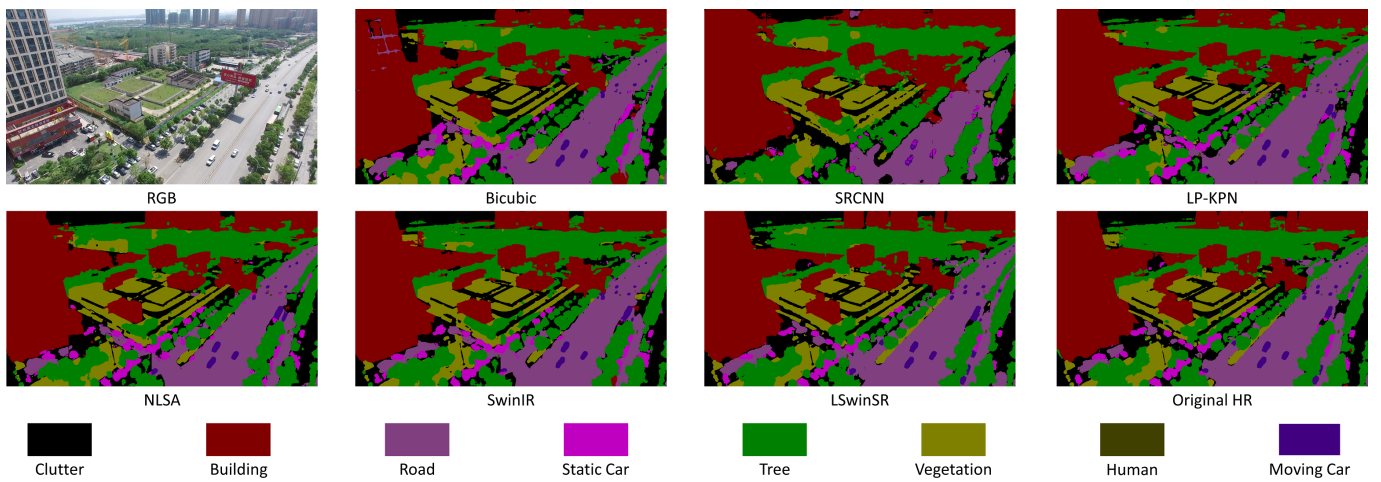 RGB
Bicubic
SRCNN
LP-KPN
NLSA
SwinIR
LSwinSR
Original HR
Clutter
Building
Road
Static Car
Tree
Vegetation
Human
Moving Car